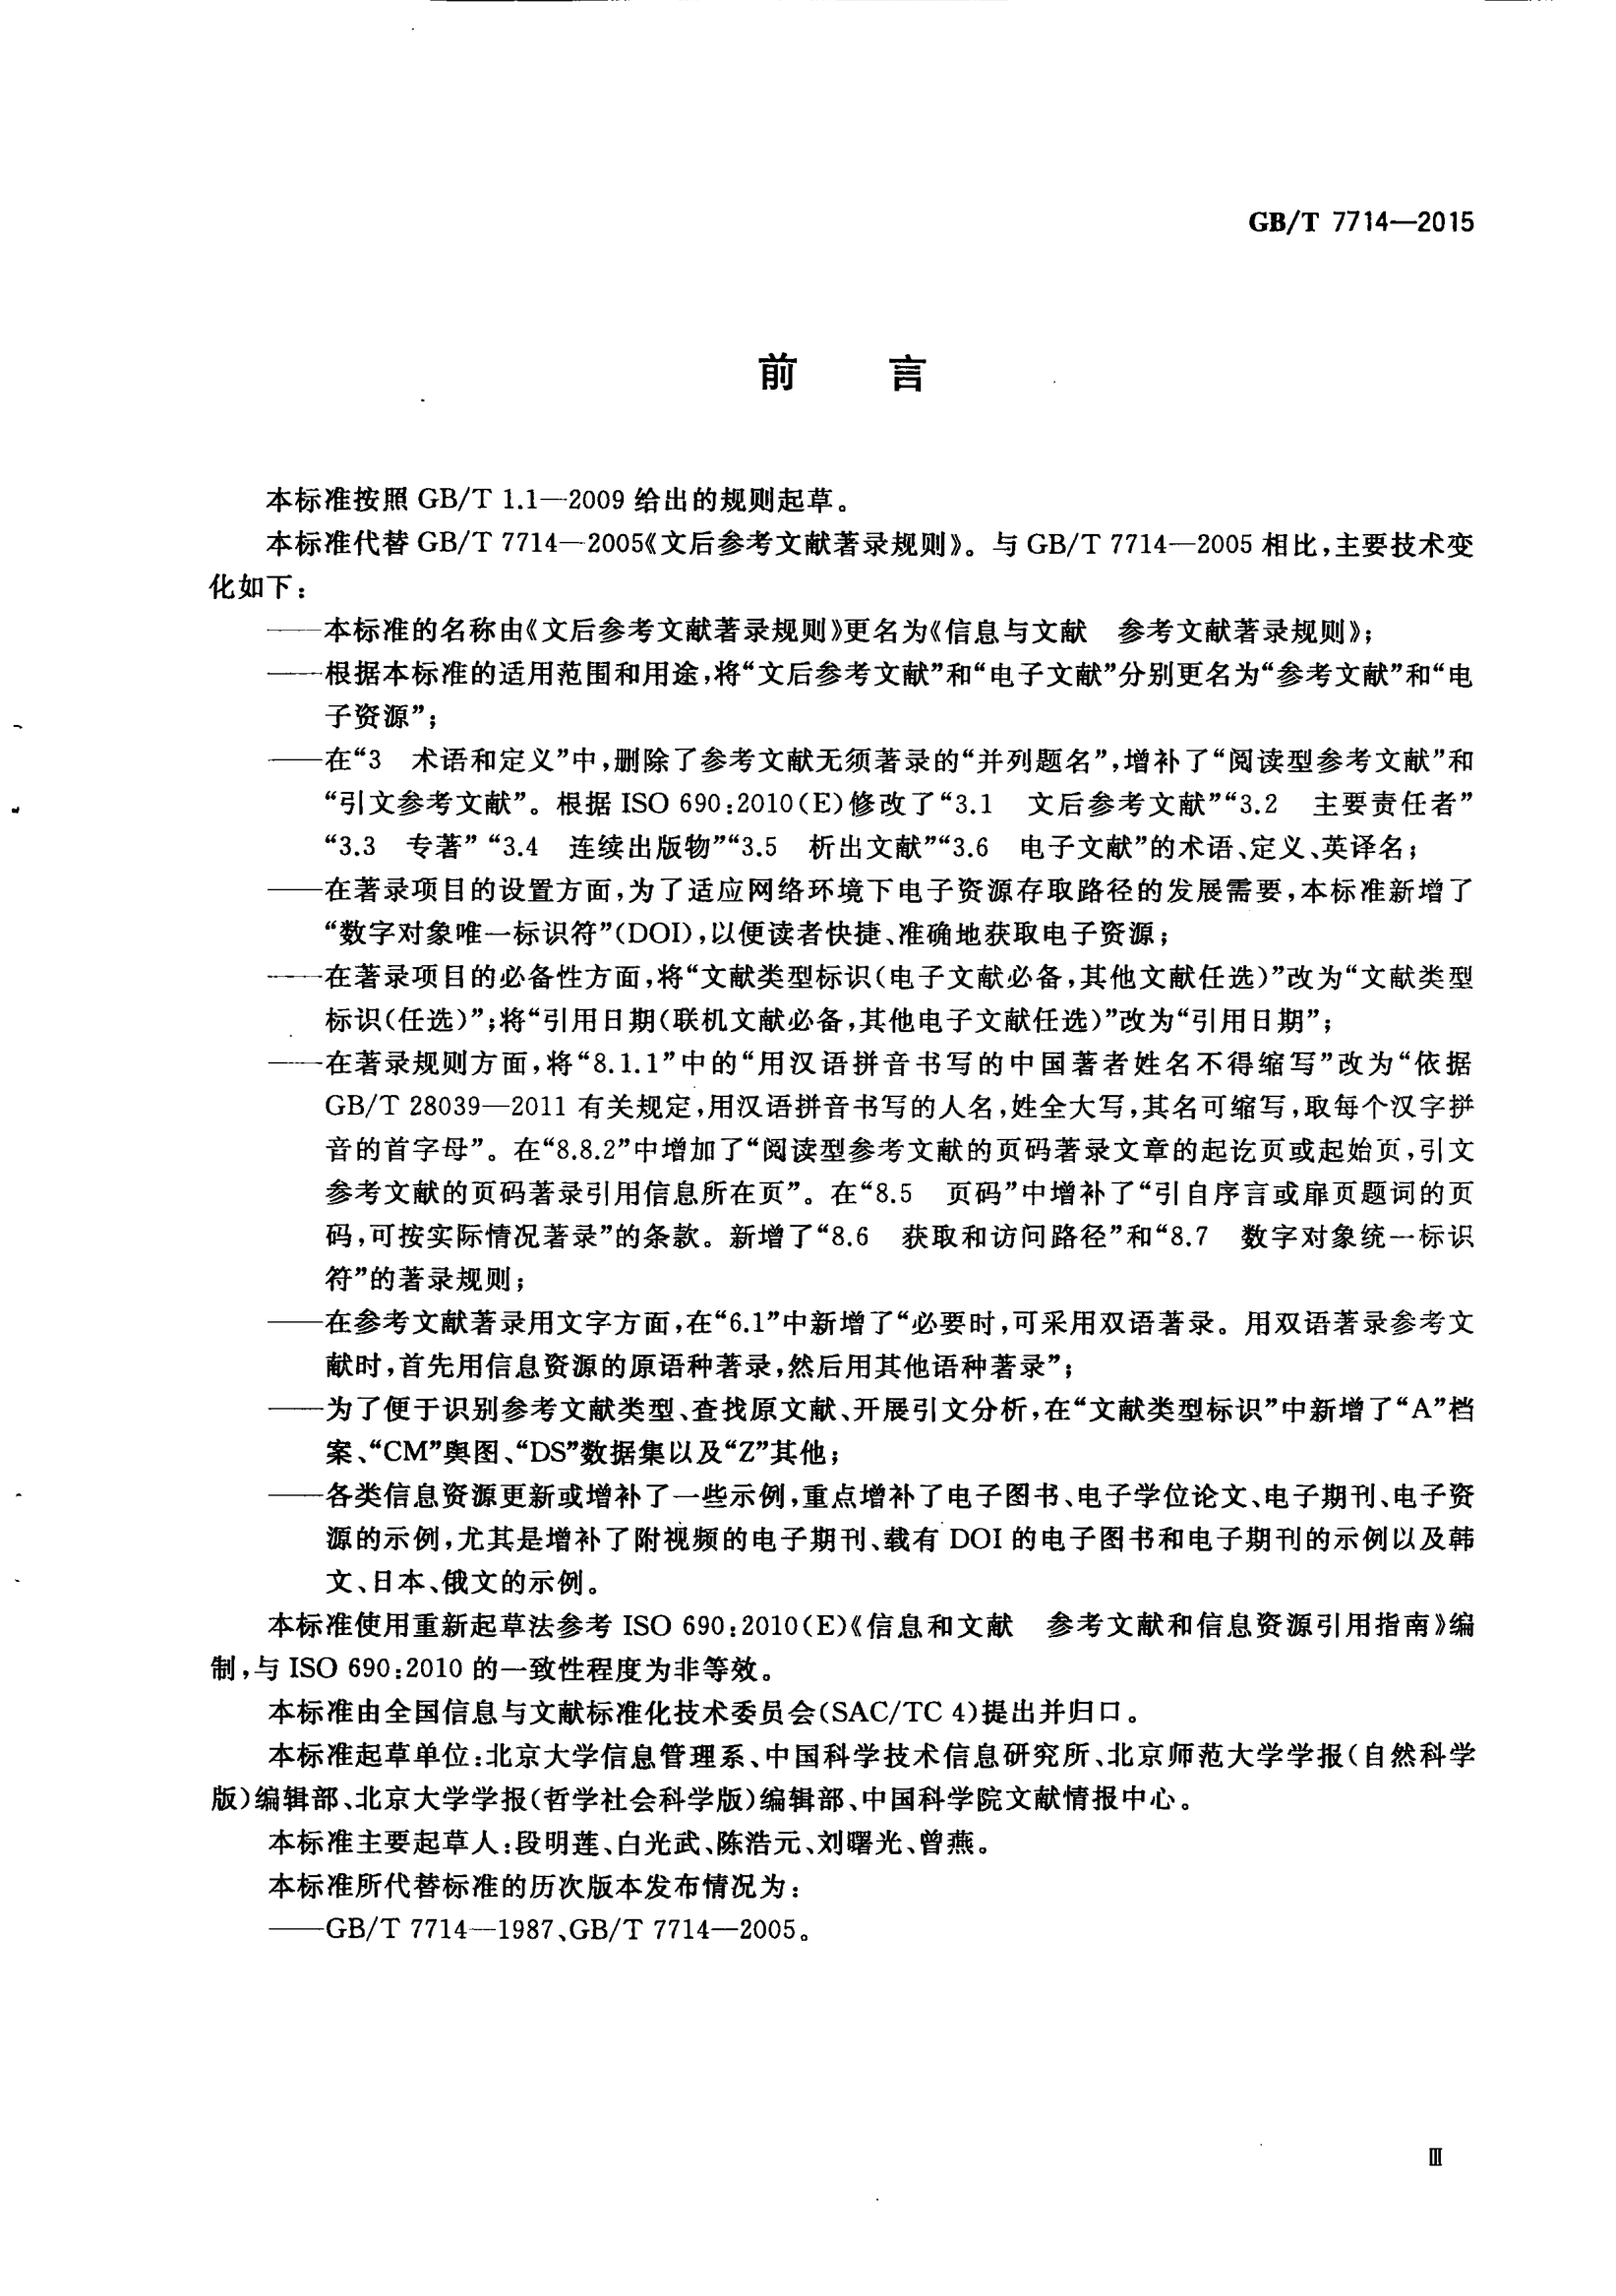 GB/T 7714—2015
前 言
本标准按照 GB/T 1.1—2009 给出的规则起草。
本标准代替 GB/T 7714—2005《文后参考文献著录规则》。与 GB/T 7714—2005 相比,主要技术变
化如下:
——本标准的名称由《文后参考文献著录规则》更名为《信息与文献 参考文献著录规则》;
——根据本标准的适用范围和用途,将“文后参考文献”和“电子文献”分别更名为“参考文献”和“电
子资源”;
——在“3 术语和定义”中,删除了参考文献无须著录的“并列题名”,增补了“阅读型参考文献”和
“引文参考文献”。根据 ISO 690:2010(E)修改了“3.1 文后参考文献”“3.2 主要责任者”
“3.3 专著” “3.4 连续出版物”“3.5 析出文献”“3.6 电子文献”的术语、定义、英译名;
——在著录项目的设置方面,为了适应网络环境下电子资源存取路径的发展需要,本标准新增了
“数字对象唯一标识符”(DOI),以便读者快捷、准确地获取电子资源;
——在著录项目的必备性方面,将“文献类型标识(电子文献必备,其他文献任选)”改为“文献类型
标识(任选)”;将“引用日期(联机文献必备,其他电子文献任选)”改为“引用日期”;
——在著录规则方面,将“8.1.1”中的“用汉语拼音书写的中国著者姓名不得缩写”改为“依据
GB/T 28039—2011 有关规定,用汉语拼音书写的人名,姓全大写,其名可缩写,取每个汉字拼
音的首字母”。在“8.8.2”中增加了“阅读型参考文献的页码著录文章的起讫页或起始页,引文
参考文献的页码著录引用信息所在页”。在“8.5 页码”中增补了“引自序言或扉页题词的页
码,可按实际情况著录”的条款。新增了“8.6 获取和访问路径”和“8.7 数字对象统一标识
符”的著录规则;
——在参考文献著录用文字方面,在“6.1”中新增了“必要时,可采用双语著录。用双语著录参考文
献时,首先用信息资源的原语种著录,然后用其他语种著录”;
——为了便于识别参考文献类型、查找原文献、开展引文分析,在“文献类型标识”中新增了“A”档
案、“CM”舆图、“DS”数据集以及“Z”其他;
——各类信息资源更新或增补了一些示例,重点增补了电子图书、电子学位论文、电子期刊、电子资
源的示例,尤其是增补了附视频的电子期刊、载有 DOI 的电子图书和电子期刊的示例以及韩
文、日本、俄文的示例。
本标准使用重新起草法参考 ISO 690:2010(E)《信息和文献 参考文献和信息资源引用指南》编
制,与 ISO 690:2010 的一致性程度为非等效。
本标准由全国信息与文献标准化技术委员会(SAC/TC 4)提出并归口。
本标准起草单位:北京大学信息管理系、中国科学技术信息研究所、北京师范大学学报(自然科学
版)编辑部、北京大学学报(哲学社会科学版)编辑部、中国科学院文献情报中心。
本标准主要起草人:段明莲、白光武、陈浩元、刘曙光、曾燕。
本标准所代替标准的历次版本发布情况为:
——GB/T 7714—1987、GB/T 7714—2005。
Ⅲ